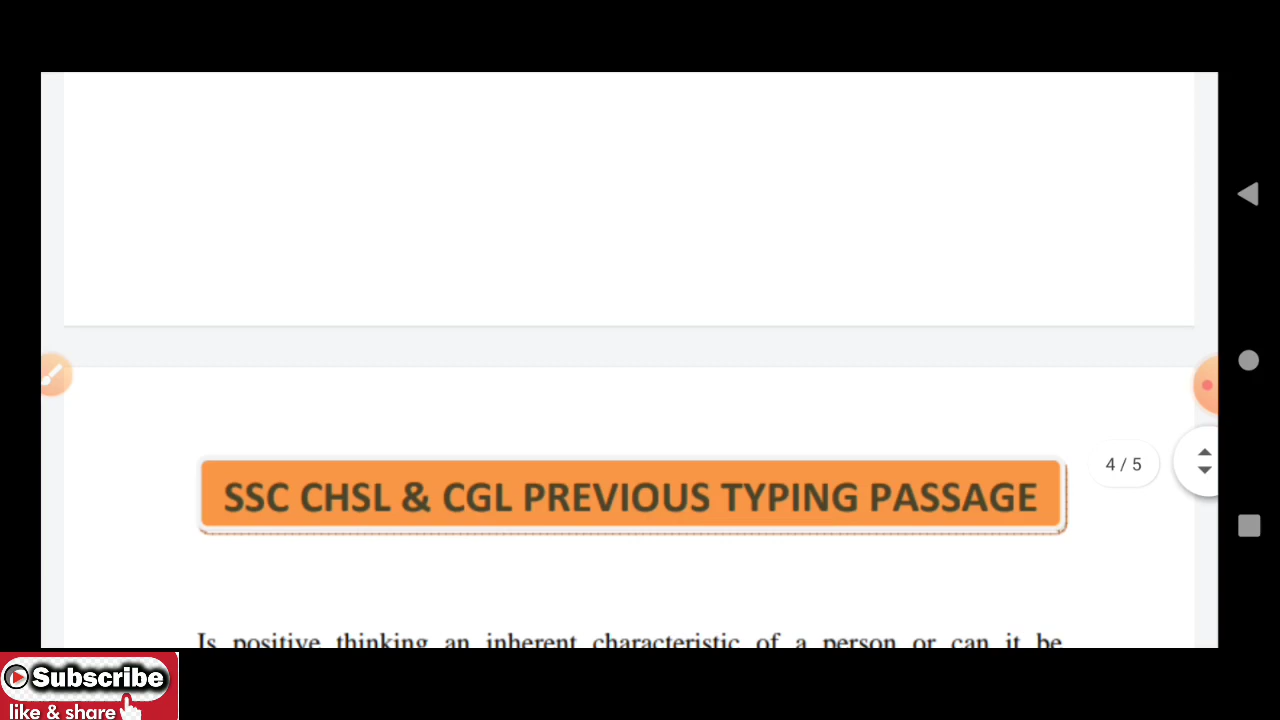 SSC CHSL & CGL PREVIOUS TYPING PASSAGE
4 / 5
Is positive thinking an inherent characteristic of a person or can it be
Subscribe
like & share